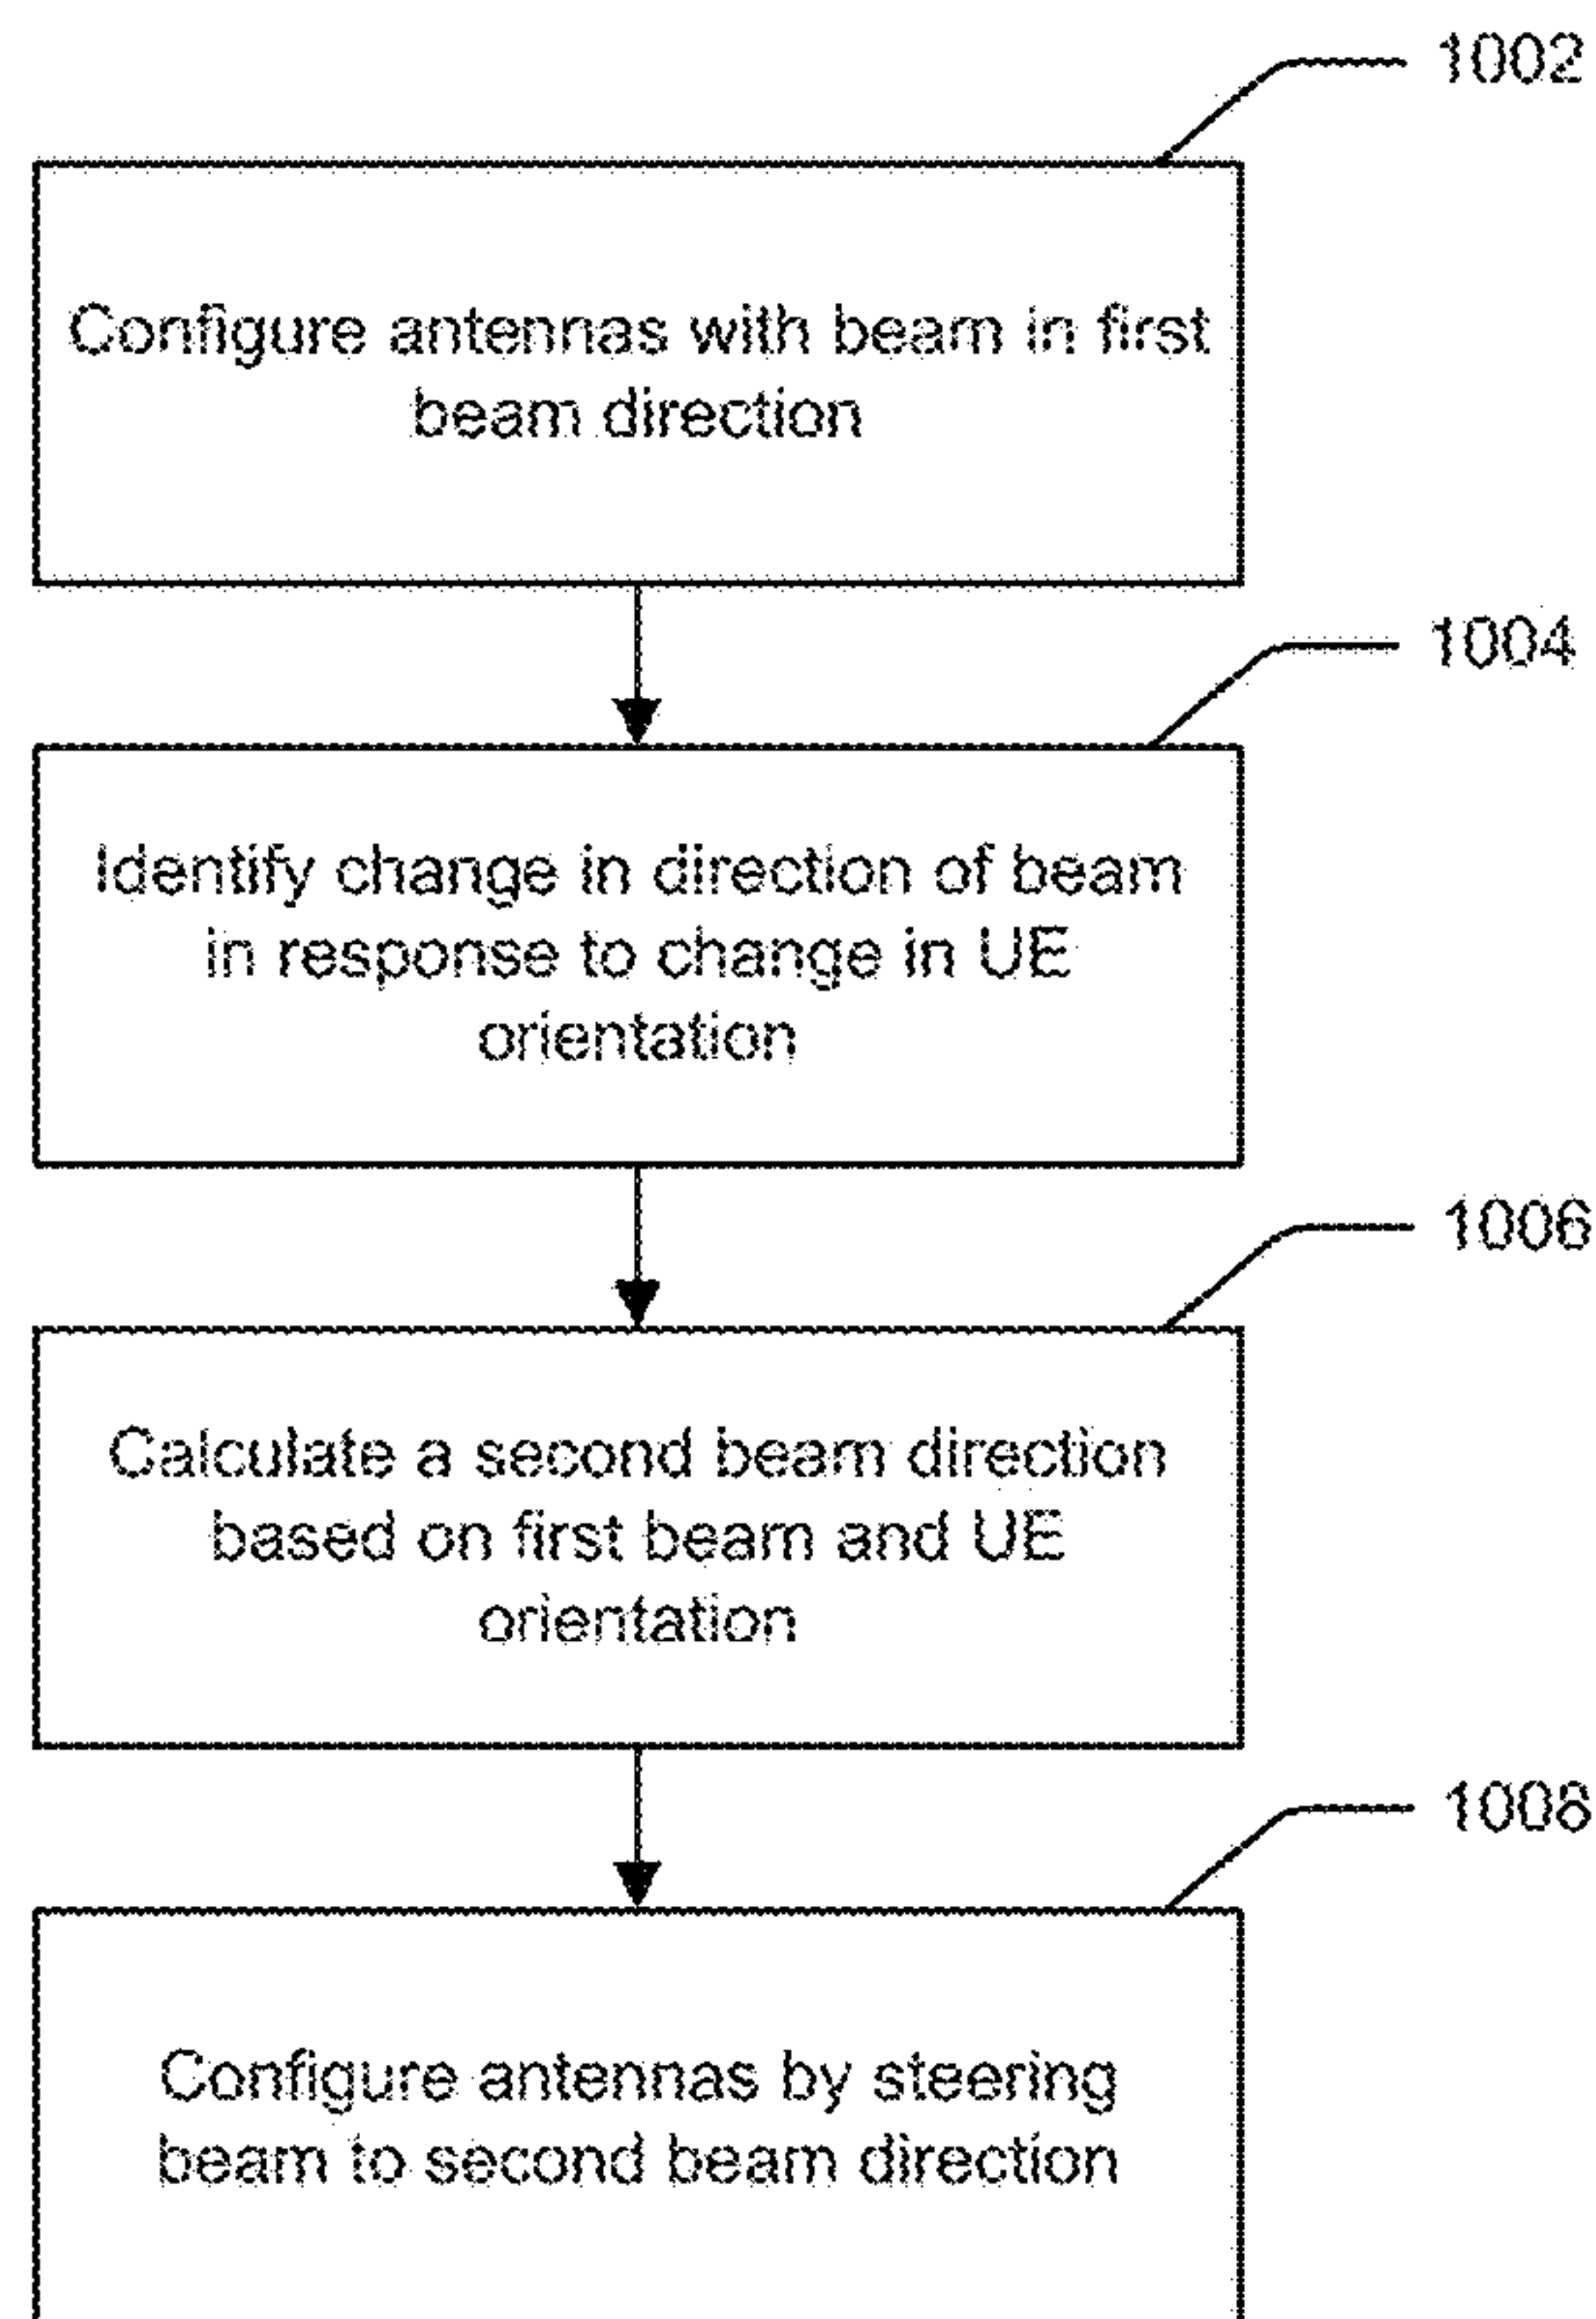 1002
Configure antennas with beam in first
beam direction
1004
Identify change in direction of beam
in response to change in UE
orientation
1006
Calculate a second beam direction
based on first beam and UE
orientation
1008
Configure antennas by steering
beam to second beam direction